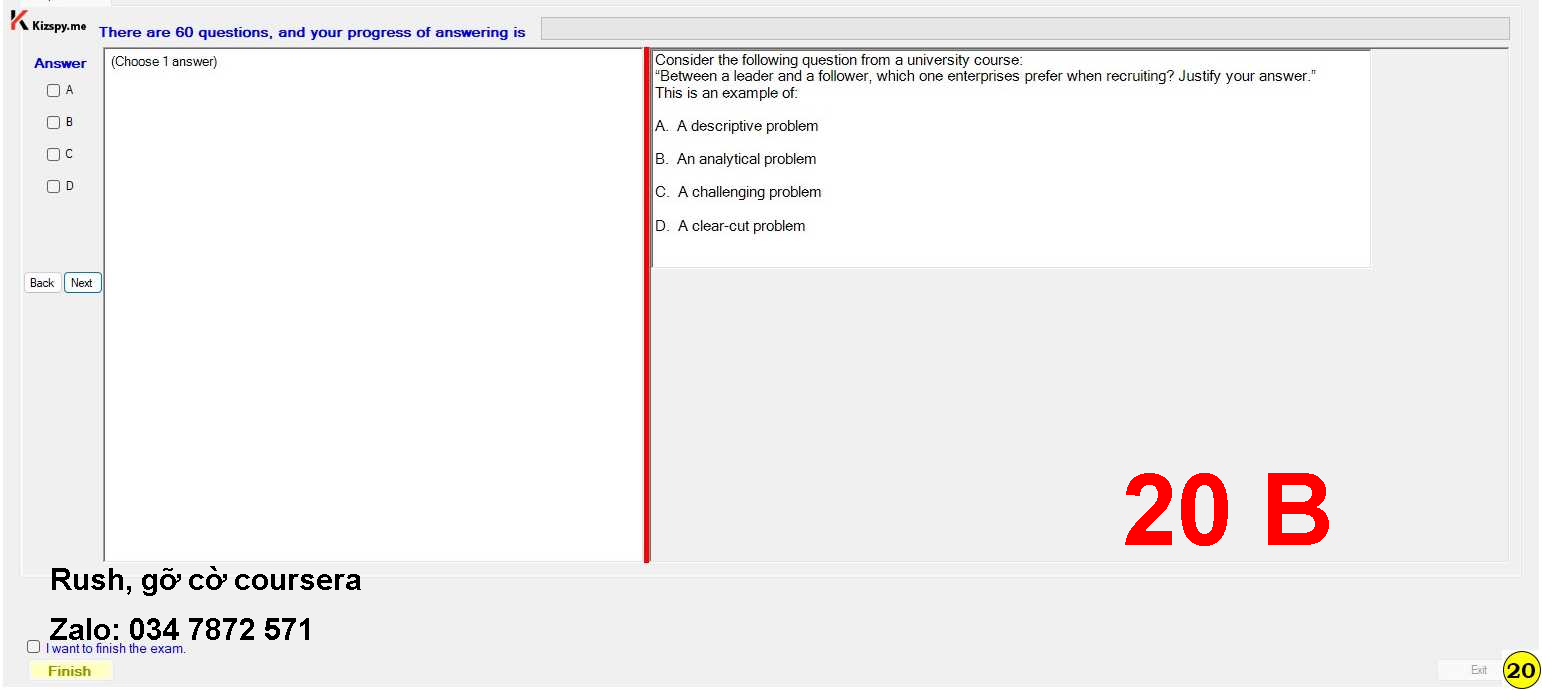 Kizspy.me
There are 60 questions, and your progress of answering is
Answer
(Choose 1 answer)
A
B
C
D
Back
Next
Consider the following question from a university course:
“Between a leader and a follower, which one enterprises prefer when recruiting? Justify your answer.”
This is an example of:
A. A descriptive problem
B. An analytical problem
C. A challenging problem
D. A clear-cut problem
20 B
Rush, gỡ cờ coursera
Zalo: 034 7872 571
I want to finish the exam.
Finish
Exit
20